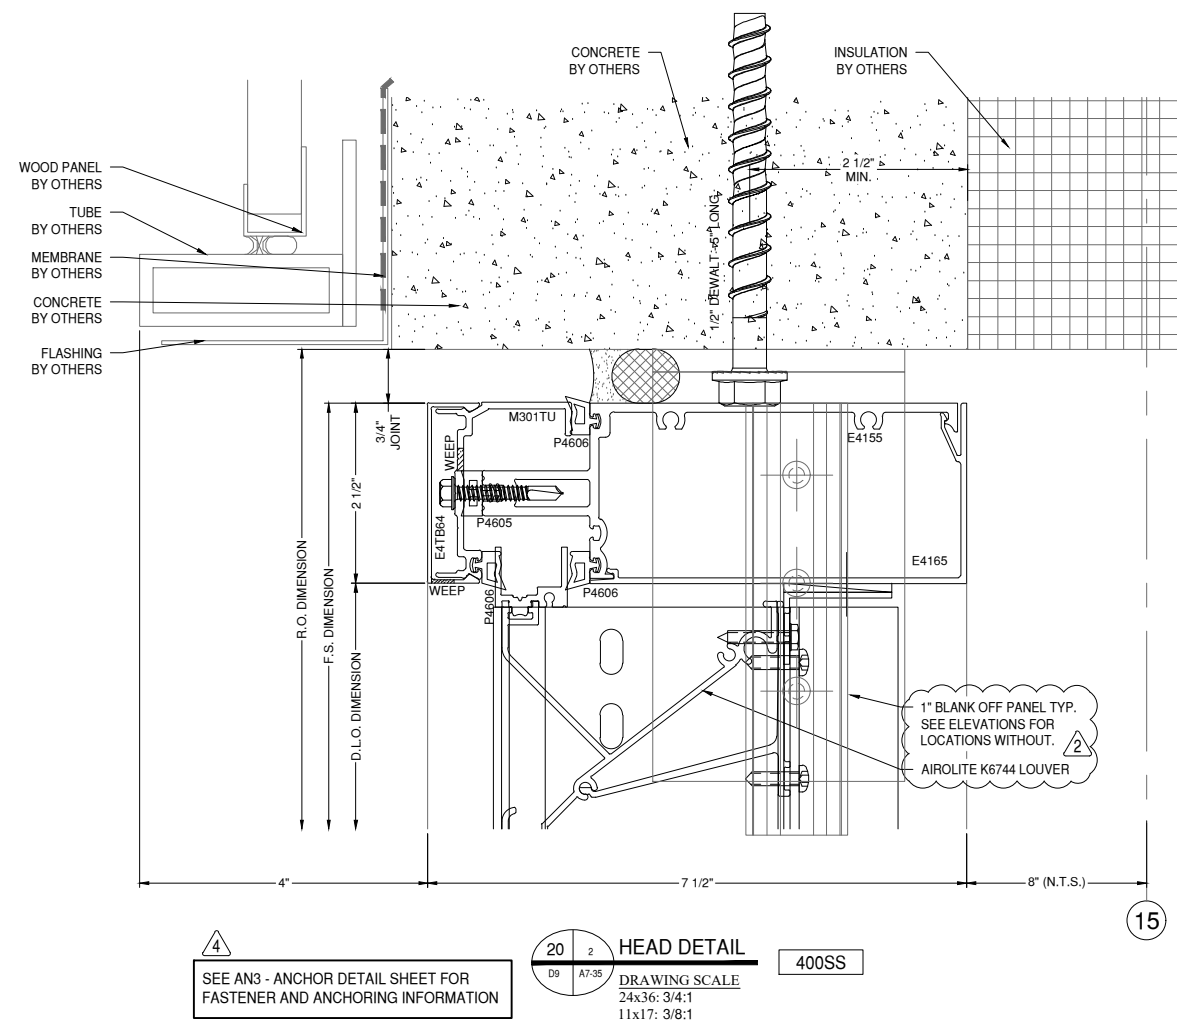 CONCRETE
BY OTHERS
INSULATION
BY OTHERS
WOOD PANEL
BY OTHERS
TUBE
BY OTHERS
MEMBRANE
BY OTHERS
CONCRETE
BY OTHERS
FLASHING
BY OTHERS
2 1/2"
MIN.
1/2" DEWALT - 5" LONG
3/4"
JOINT
M301TU
P4606
E4155
WEEP
2 1/2"
P4605
E4TB64
E4165
WEEP
P4606
P4606
R.O. DIMENSION
F.S. DIMENSION
D.L.O. DIMENSION
1" BLANK OFF PANEL TYP.
SEE ELEVATIONS FOR
LOCATIONS WITHOUT.
2
AIROLITE K6744 LOUVER
4"
7 1/2"
8" (N.T.S.)
15
4
SEE AN3 - ANCHOR DETAIL SHEET FOR
FASTENER AND ANCHORING INFORMATION
20
2
D9
A7-35
HEAD DETAIL
DRAWING SCALE
24x36: 3/4:1
11x17: 3/8:1
400SS